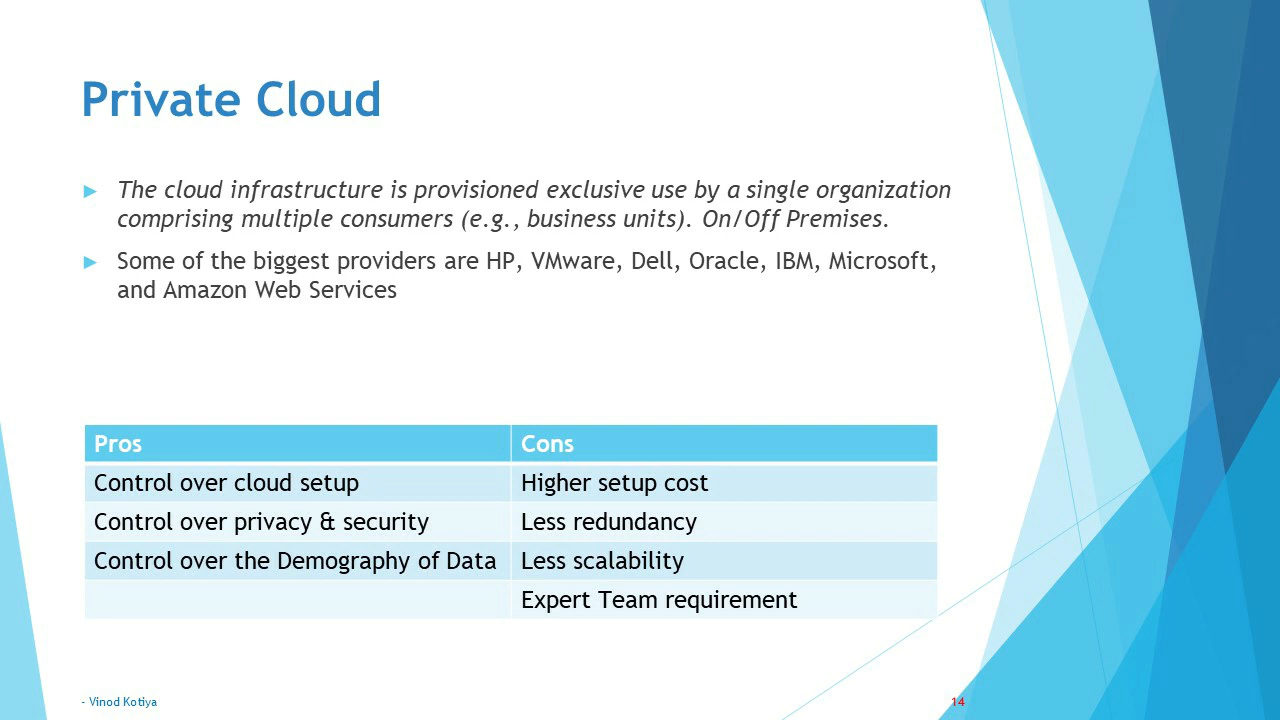 Private Cloud
The cloud infrastructure is provisioned exclusive use by a single organization
comprising multiple consumers (e.g., business units). On/Off Premises.
Some of the biggest providers are HP, VMware, Dell, Oracle, IBM, Microsoft,
and Amazon Web Services
Pros Cons
Control over cloud setup Higher setup cost
Control over privacy & security Less redundancy
Control over the Demography of Data Less scalability
Expert Team requirement
- Vinod Kotiya 14